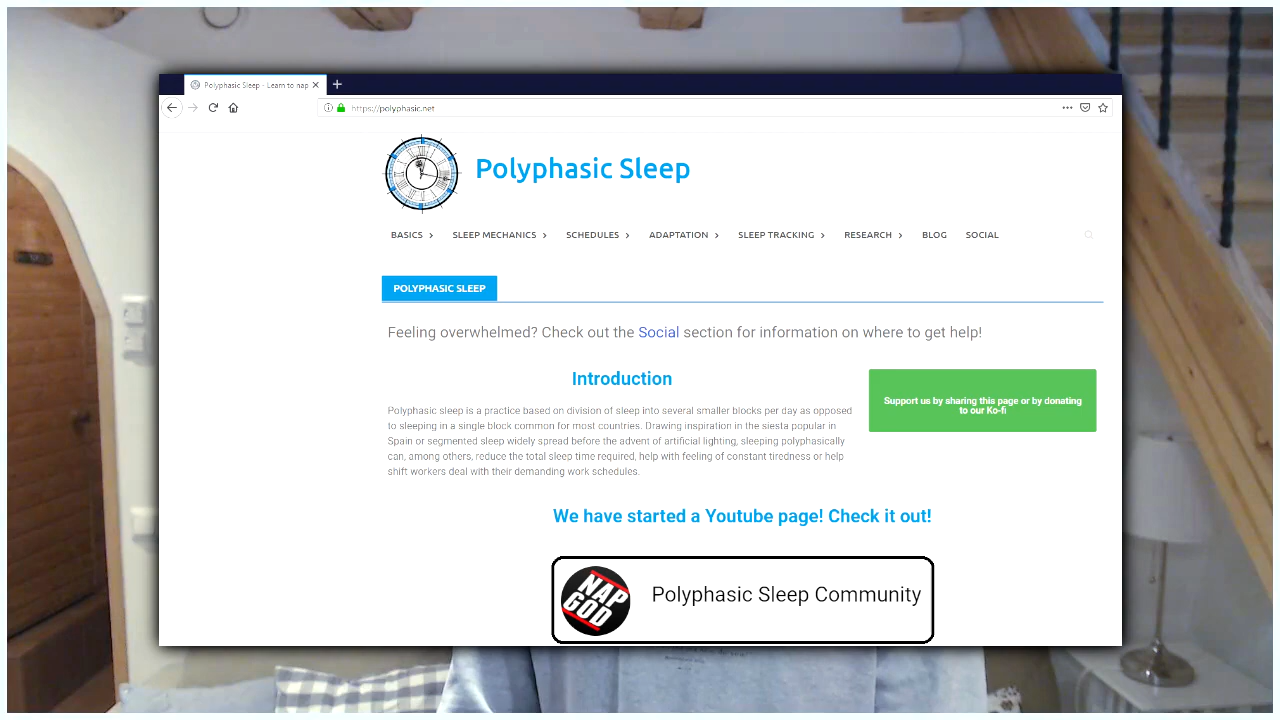 Polyphasic Sleep - Learn to nap
https://polyphasic.net
Polyphasic Sleep
BASICS
SLEEP MECHANICS
SCHEDULES
ADAPTATION
SLEEP TRACKING
RESEARCH
BLOG
SOCIAL
POLYPHASIC SLEEP
Feeling overwhelmed? Check out the Social section for information on where to get help!
Introduction
Polyphasic sleep is a practice based on division of sleep into several smaller blocks per day as opposed
to sleeping in a single block common for most countries. Drawing inspiration in the siesta popular in
Spain or segmented sleep widely spread before the advent of artificial lighting, sleeping polyphasically
can, among others, reduce the total sleep time required, help with feeling of constant tiredness or help
shift workers deal with their demanding work schedules.
Support us by sharing this page or by donating
to our Ko-fi
We have started a Youtube page! Check it out!
NAP
GOD
Polyphasic Sleep Community